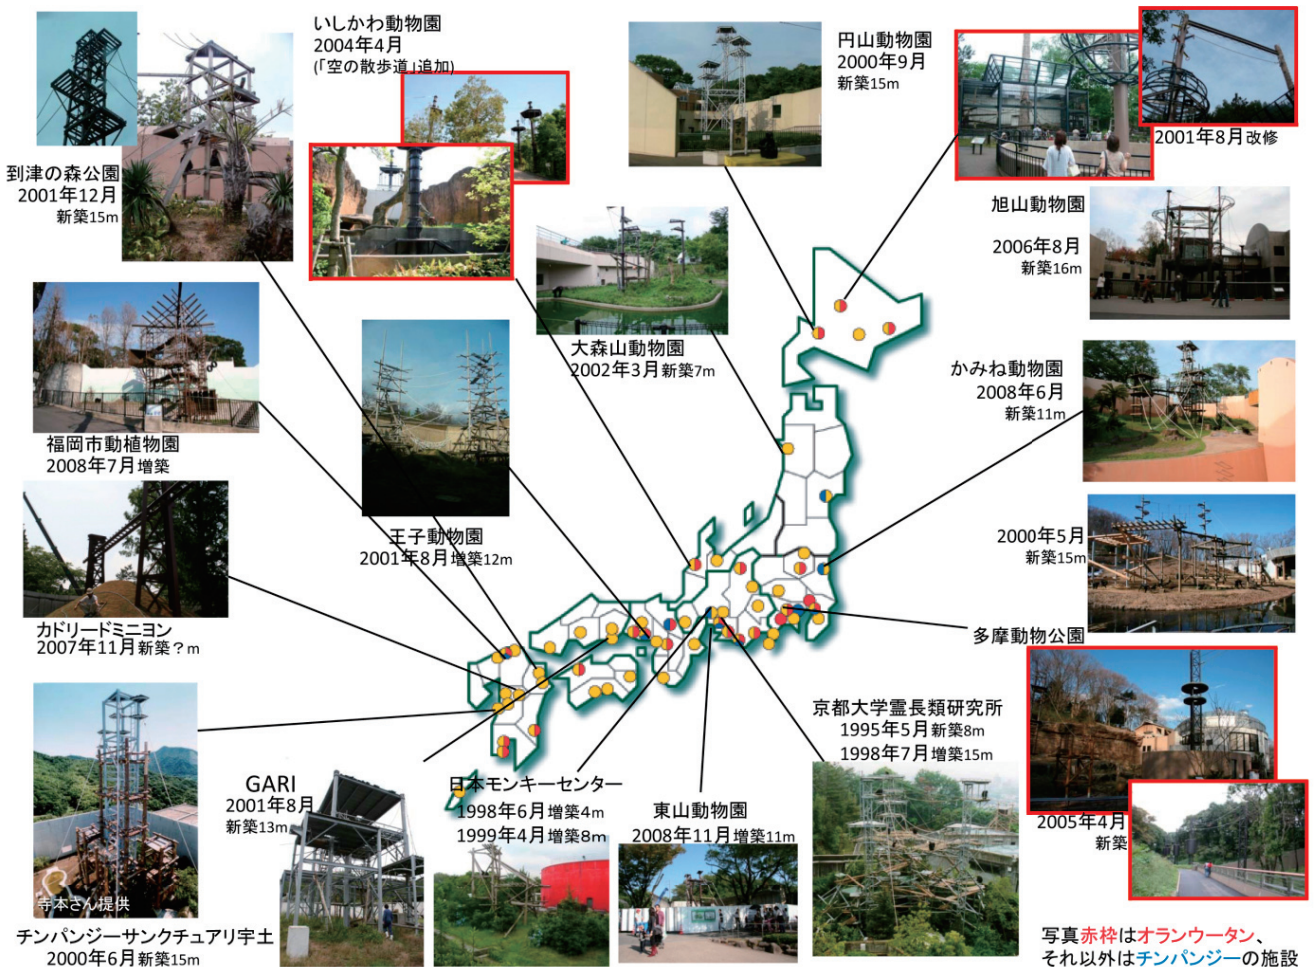 いしかわ動物園
2004年4月
(「空の散歩道」追加)
円山動物園
2000年9月
新築15m
2001年8月改修
到津の森公園
2001年12月
新築15m
旭山動物園
2006年8月
新築16m
大森山動物園
2002年3月新築7m
かみね動物園
2008年6月
新築11m
福岡市動植物園
2008年7月増築
王子動物園
2001年8月増築12m
2000年5月
新築15m
カドリードミニヨン
2007年11月新築？m
多摩動物公園
京都大学霊長類研究所
1995年5月新築8m
1998年7月増築15m
GARI
2001年8月
新築13m
日本モンキーセンター
1998年6月増築4m
1999年4月増築8m
東山動物園
2008年11月増築11m
2005年4月
新築
寺本さん提供
チンパンジーサンクチュアリ宇土
2000年6月新築15m
写真赤枠はオランウータン、
それ以外はチンパンジーの施設